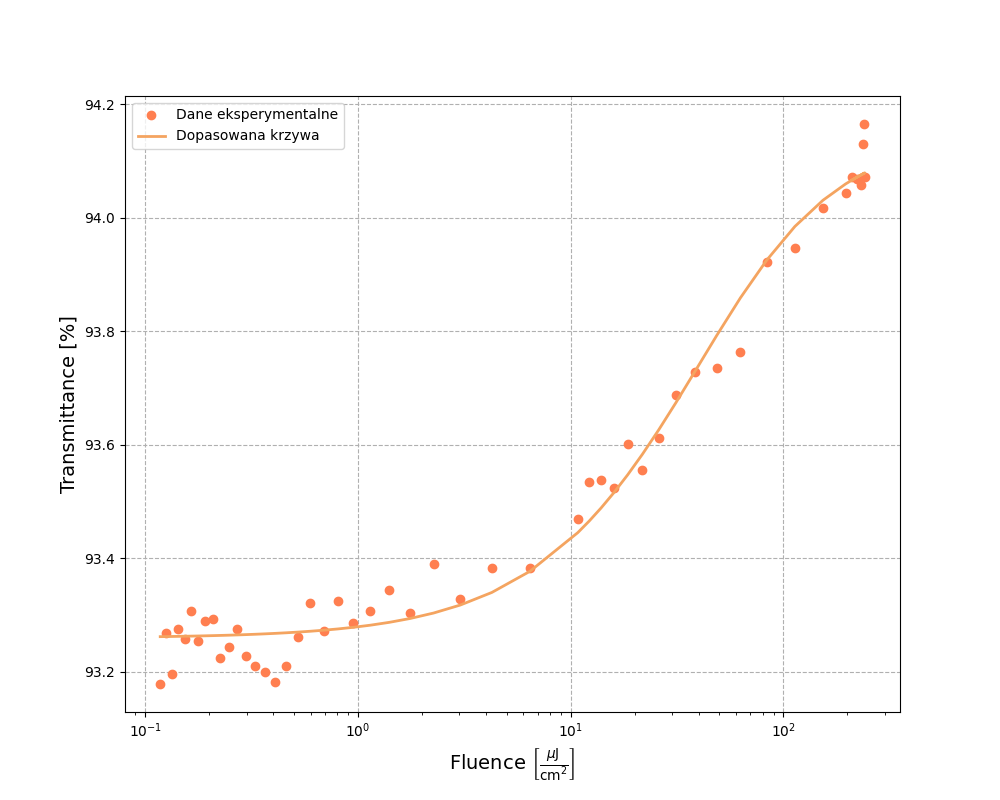 94.2
94.0
93.8
93.6
93.4
93.2
Transmittance [%]
Dane eksperymentalne
Dopasowana krzywa
10⁻¹
10⁰
10¹
10²
Fluence [μJ/cm²]